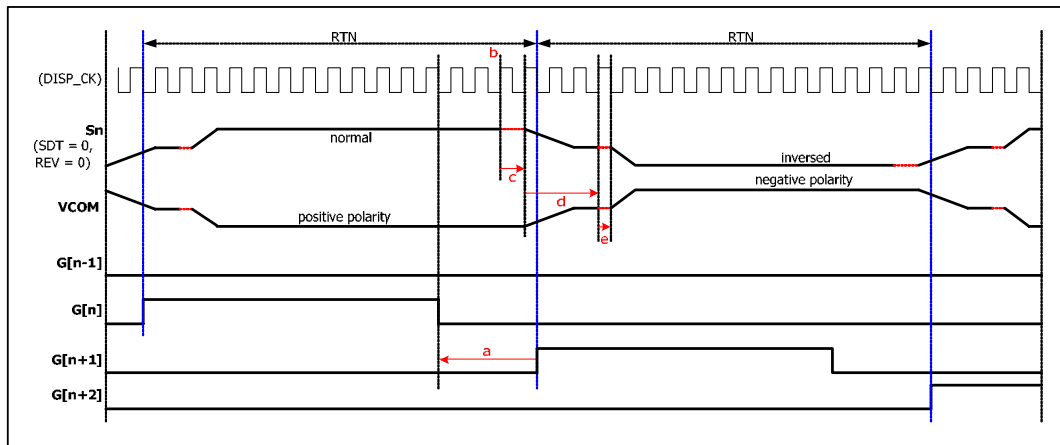 RTN RTN
b
(DISP_CK)
Sn
(SDT = 0,
REV = 0)
normal
inversed
c
negative polarity
d
VCOM
positive polarity
e
G[n-1]
G[n]
a
G[n+1]
G[n+2]